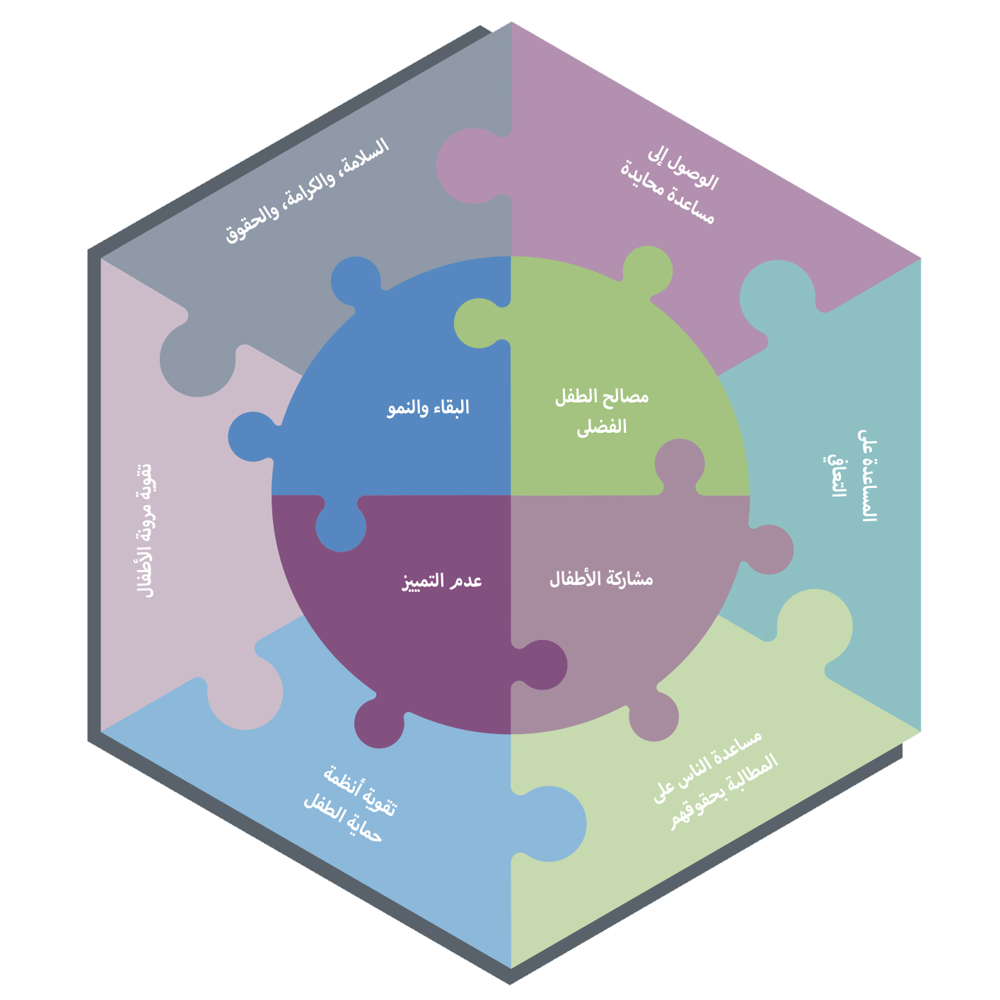 السلامة، والكرامة، والحقوق
الوصول إلى
مساعدة محايدة
المساعدة على
التعافي
مساعدة الناس على
المطالبة بحقوقهم
تقوية أنظمة
حماية الطفل
تقوية مرونة الأطفال
مصالح الطفل
الفضلى
البقاء والنمو
مشاركة الأطفال
عدم التمييز